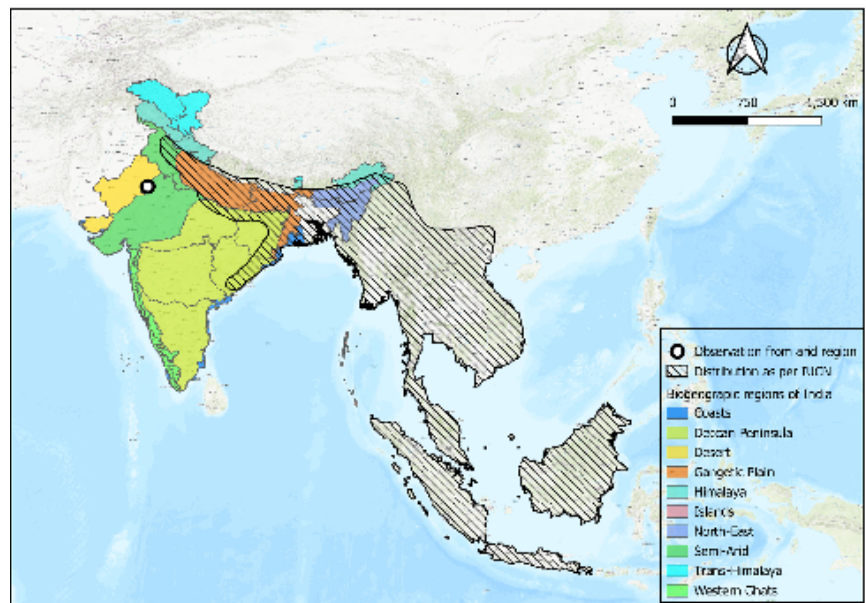 0 750 1,500 km
Observation from arid region
Distribution as per IUCN
Biogeograpic regions of India
Coasts
Deccan Peninsula
Desert
Gangetic Plain
Himalaya
Islands
North-East
Semi-Arid
Trans-Himalaya
Western Ghats